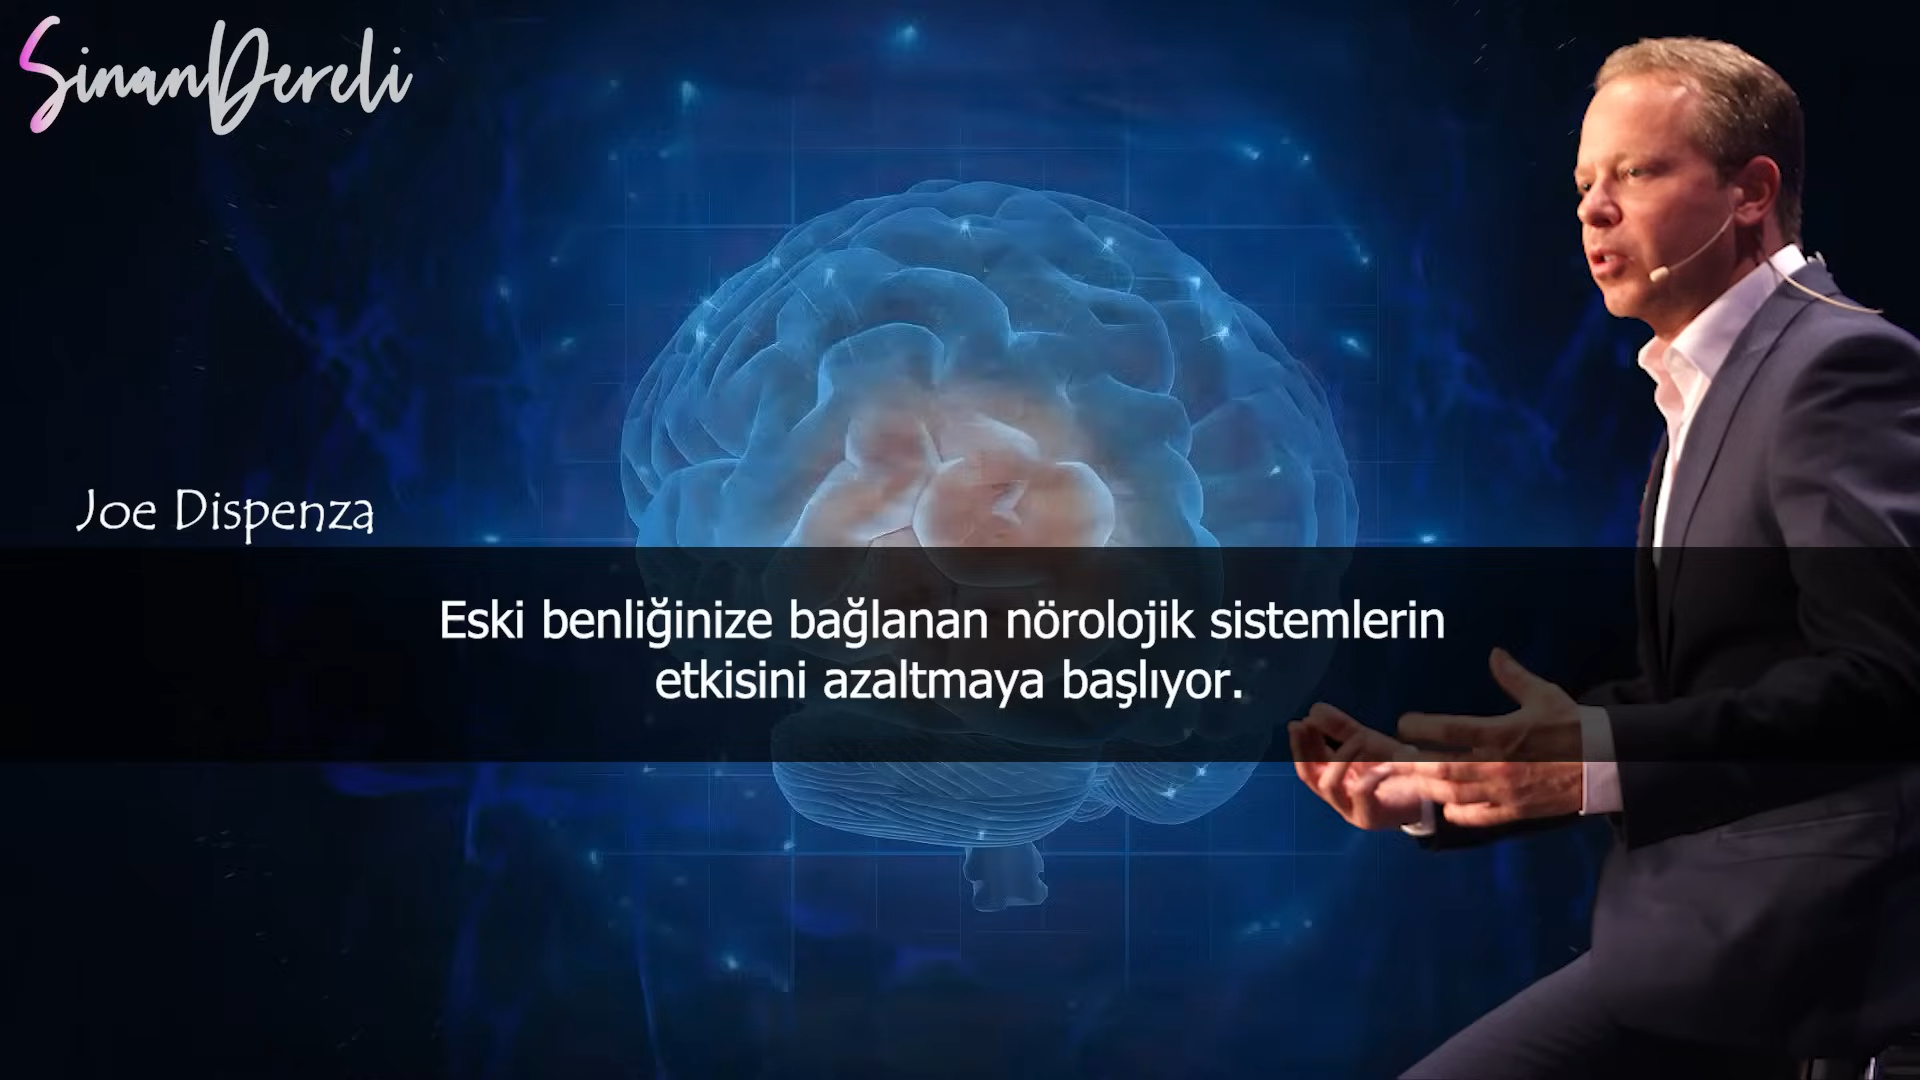 SinanDereli
Joe Dispenza
Eski benliğinize bağlanan nörolojik sistemlerin
etkisini azaltmaya başlıyor.